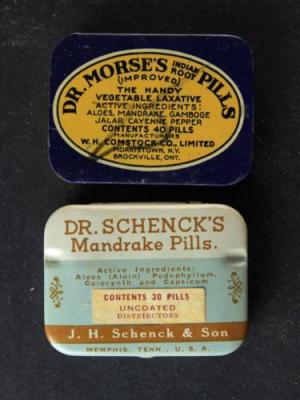 DR. MORSE'S INDIAN ROOT PILLS
(IMPROVED)
THE HANDY
VEGETABLE LAXATIVE
ACTIVE INGREDIENTS:
ALOES, MANDRAKE, GAMBOGE
JALAP, CAYENNE PEPPER
CONTENTS 40 PILLS
MANUFACTURERS
W. H. COMSTOCK CO., LIMITED
MORRISTOWN, N.Y.
BROCKVILLE, ONT.
DR. SCHENCK'S
Mandrake Pills.
Active Ingredients:
Aloes (Aloin) Podophyllum,
Colocynth and Capsicum
CONTENTS 30 PILLS
UNCOATED
DISTRIBUTORS
J. H. Schenck & Son
MEMPHIS, TENN., U. S. A.